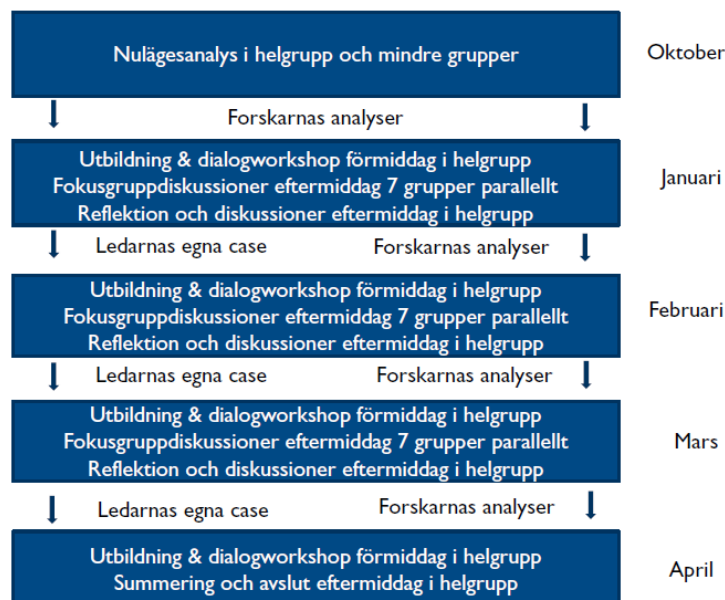 Nulägesanalys i helgrupp och mindre grupper
Oktober
Forskarnas analyser
Utbildning & dialogworkshop förmiddag i helgrupp
Fokusgruppdiskussioner eftermiddag 7 grupper parallellt
Reflektion och diskussioner eftermiddag i helgrupp
Januari
Ledarnas egna case
Forskarnas analyser
Utbildning & dialogworkshop förmiddag i helgrupp
Fokusgruppdiskussioner eftermiddag 7 grupper parallellt
Reflektion och diskussioner eftermiddag i helgrupp
Februari
Ledarnas egna case
Forskarnas analyser
Utbildning & dialogworkshop förmiddag i helgrupp
Fokusgruppdiskussioner eftermiddag 7 grupper parallellt
Reflektion och diskussioner eftermiddag i helgrupp
Mars
Ledarnas egna case
Forskarnas analyser
Utbildning & dialogworkshop förmiddag i helgrupp
Summering och avslut eftermiddag i helgrupp
April